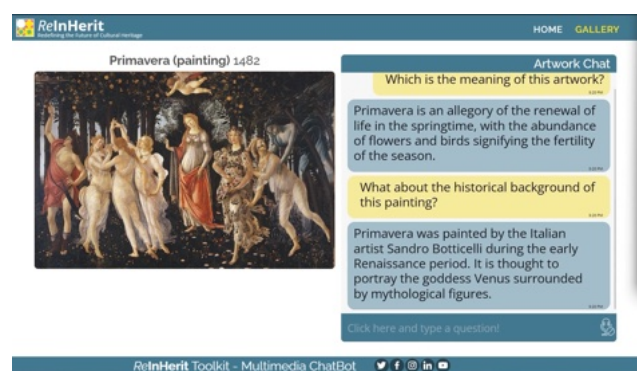 ReInHerit
Redefining the Future of Cultural Heritage
HOME GALLERY
Primavera (painting) 1482
Artwork Chat
Which is the meaning of this artwork?
Primavera is an allegory of the renewal of
life in the springtime, with the abundance
of flowers and birds signifying the fertility
of the season.
What about the historical background of
this painting?
Primavera was painted by the Italian
artist Sandro Botticelli during the early
Renaissance period. It is thought to
portray the goddess Venus surrounded
by mythological figures.
Click here and type a question!
ReInHerit Toolkit - Multimedia ChatBot